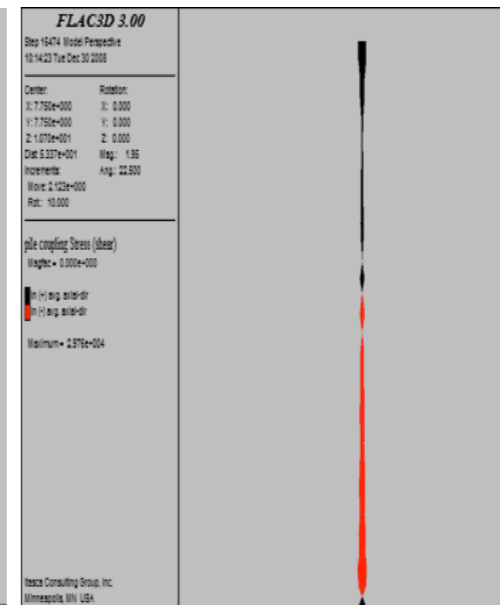 FLAC3D 3.00
Step 16474 Model Perspective
10:14:23 Tue Dec 30 2008
Center: Rotation:
X: 7.750e+000 X: 0.000
Y: 7.750e+000 Y: 0.000
Z: 1.070e+001 Z: 0.000
Dist: 5.337e+001 Mag.: 1.95
Increments: Ang.: 22.500
Move: 2.123e+000
Rot.: 10.000
pile coupling Stress (shear)
Magfac = 0.000e+000
In (+) avg. axial-dir
In (-) avg. axial-dir
Maximum = 2.976e+004
Itasca Consulting Group, Inc.
Minneapolis, MN USA